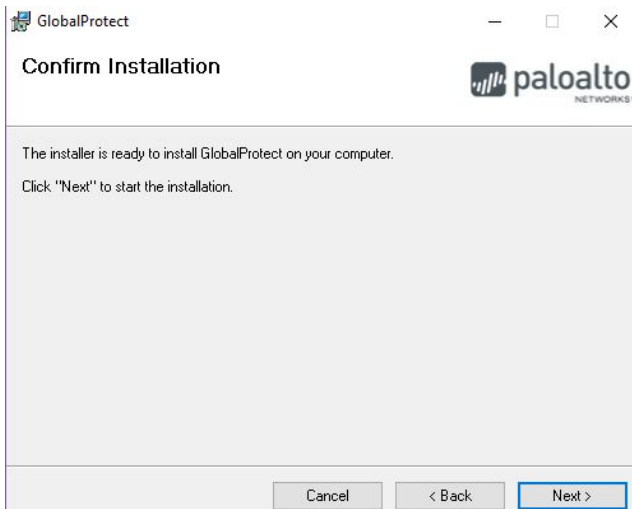 GlobalProtect
Confirm Installation
paloalto
NETWORKS
The installer is ready to install GlobalProtect on your computer.
Click "Next" to start the installation.
Cancel
< Back
Next >